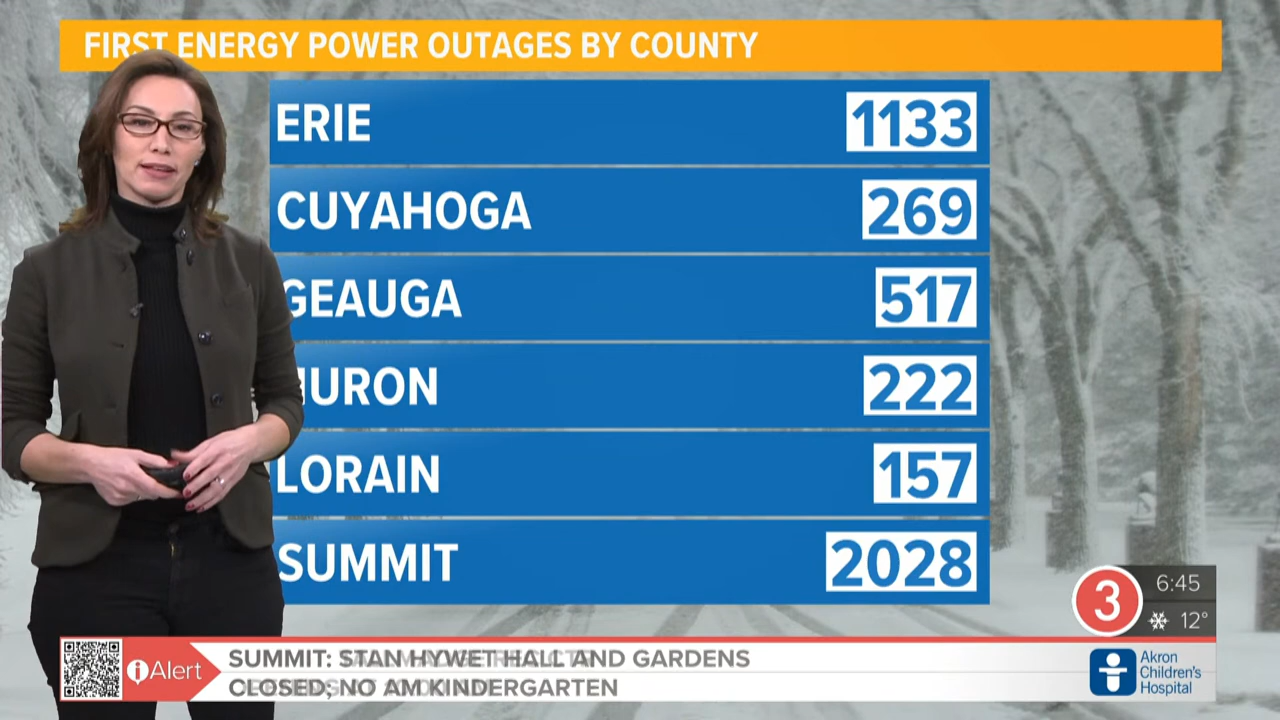 FIRST ENERGY POWER OUTAGES BY COUNTY
ERIE 1133
CUYAHOGA 269
GEAUGA 517
HURON 222
LORAIN 157
SUMMIT 2028
3 6:45
12°
iAlert
SUMMIT: STAN HYWET HALL AND GARDENS
CLOSED; NO AM KINDERGARTEN
Akron
Children's
Hospital